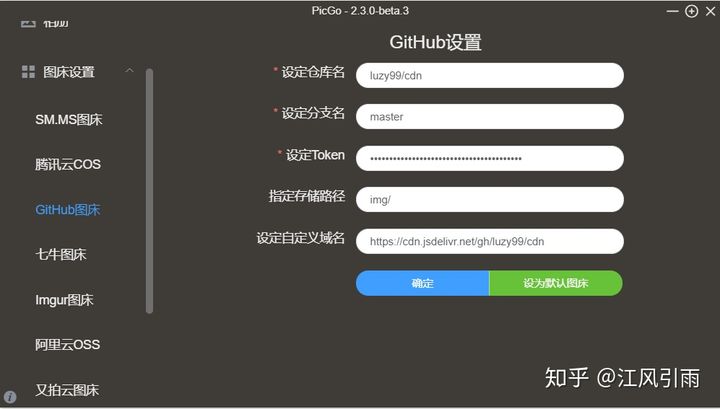 PicGo - 2.3.0-beta.3
相册
图床设置
SM.MS图床
腾讯云COS
GitHub图床
七牛图床
Imgur图床
阿里云OSS
又拍云图床
GitHub设置
* 设定仓库名
luzy99/cdn
* 设定分支名
master
* 设定Token
••••••••••••••••••••••••••••••••••••••••
指定存储路径
img/
设定自定义域名
https://cdn.jsdelivr.net/gh/luzy99/cdn
确定
设为默认图床
知乎 @江风引雨